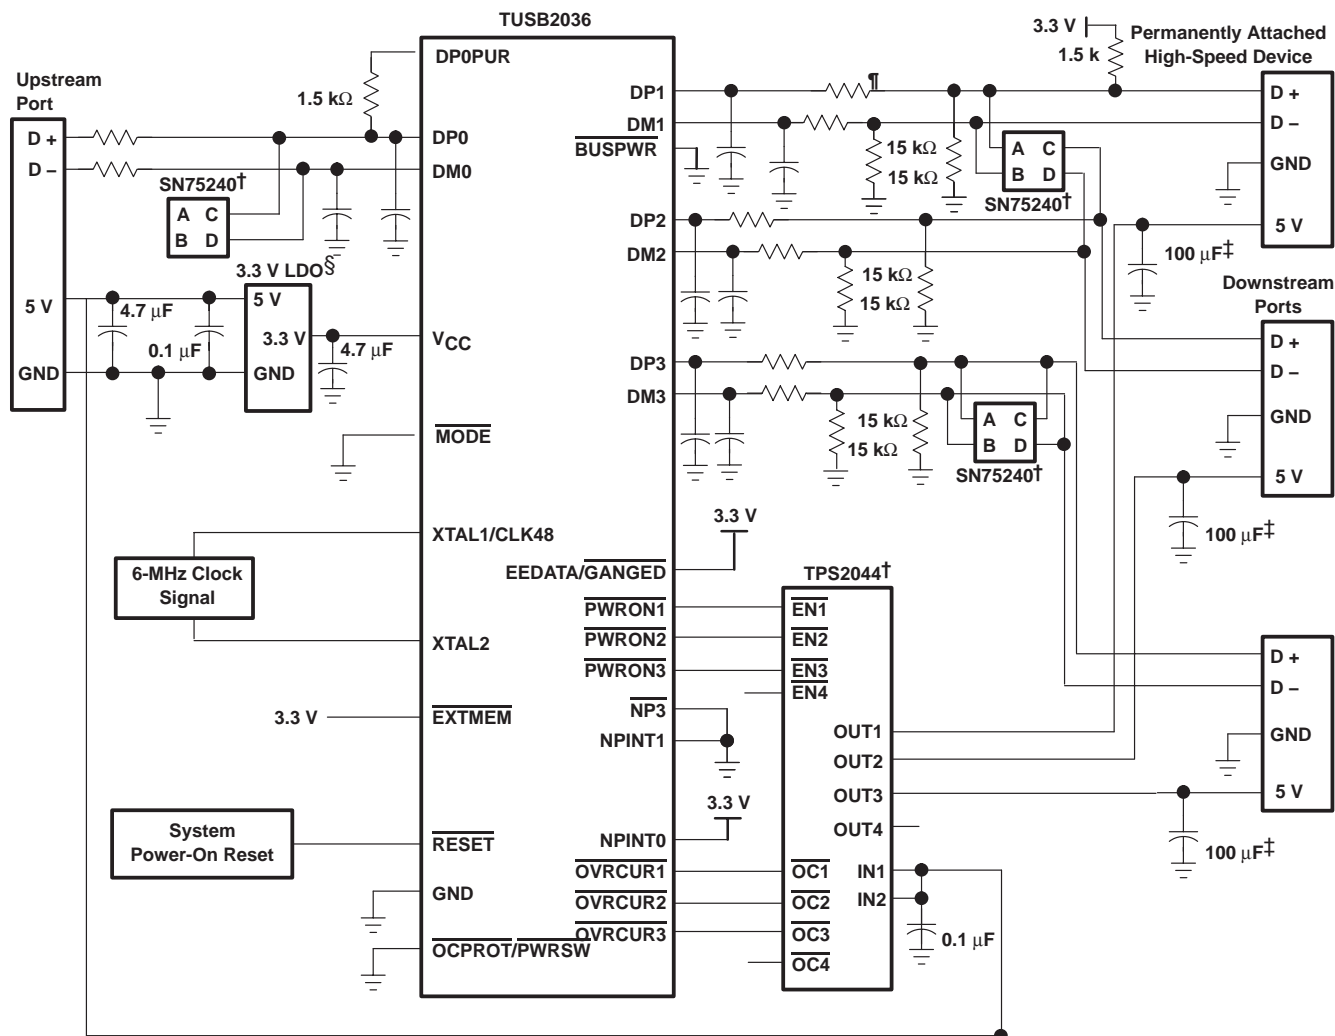 TUSB2036
Upstream
Port
D +
D −
5 V
GND
1.5 kΩ
SN75240†
A C
B D
3.3 V LDO§
5 V
3.3 V
GND
4.7 µF
0.1 µF
4.7 µF
6-MHz Clock
Signal
3.3 V
System
Power-On Reset
DP0PUR
DP0
DM0
VCC
MODE
XTAL1/CLK48
XTAL2
EXTMEM
RESET
GND
OCPROT/PWRSW
DP1
DM1
BUSPWR
DP2
DM2
DP3
DM3
EEDATA/GANGED
PWRON1
PWRON2
PWRON3
NP3
NPINT1
NPINT0
OVRCUR1
OVRCUR2
OVRCUR3
¶
15 kΩ
15 kΩ
A C
B D
SN75240†
15 kΩ
15 kΩ
15 kΩ
15 kΩ
A C
B D
SN75240†
3.3 V
3.3 V
TPS2044†
EN1
EN2
EN3
EN4
OUT1
OUT2
OUT3
OUT4
IN1
IN2
OC1
OC2
OC3
OC4
0.1 µF
3.3 V
1.5 k
Permanently Attached
High-Speed Device
D +
D −
GND
5 V
100 µF‡
Downstream
Ports
D +
D −
GND
5 V
100 µF‡
D +
D −
GND
5 V
100 µF‡